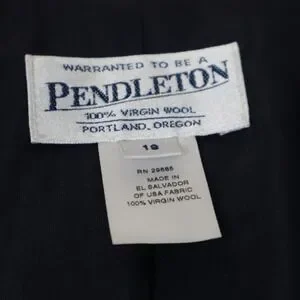 WARRANTED TO BE A
PENDLETON
100% VIRGIN WOOL
PORTLAND, OREGON
16
RN 29685
MADE IN
EL SALVADOR
OF USA FABRIC
100% VIRGIN WOOL